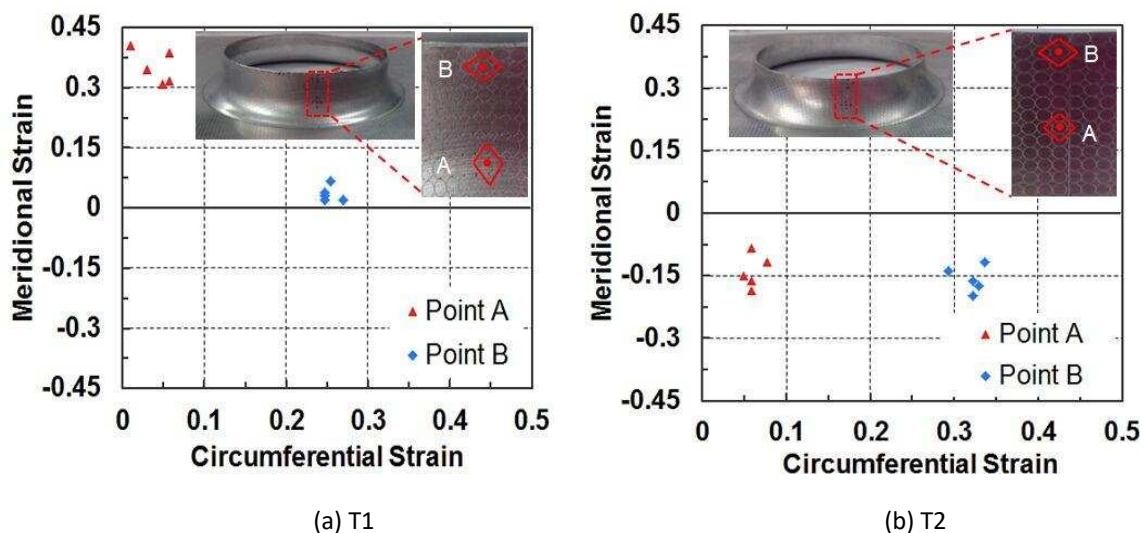 0.45
0.3
0.15
0
-0.15
-0.3
-0.45
Meridional Strain
B
A
Point A
Point B
0 0.1 0.2 0.3 0.4 0.5
Circumferential Strain
(a) T1
0.45
0.3
0.15
0
-0.15
-0.3
-0.45
Meridional Strain
B
A
Point A
Point B
0 0.1 0.2 0.3 0.4 0.5
Circumferential Strain
(b) T2